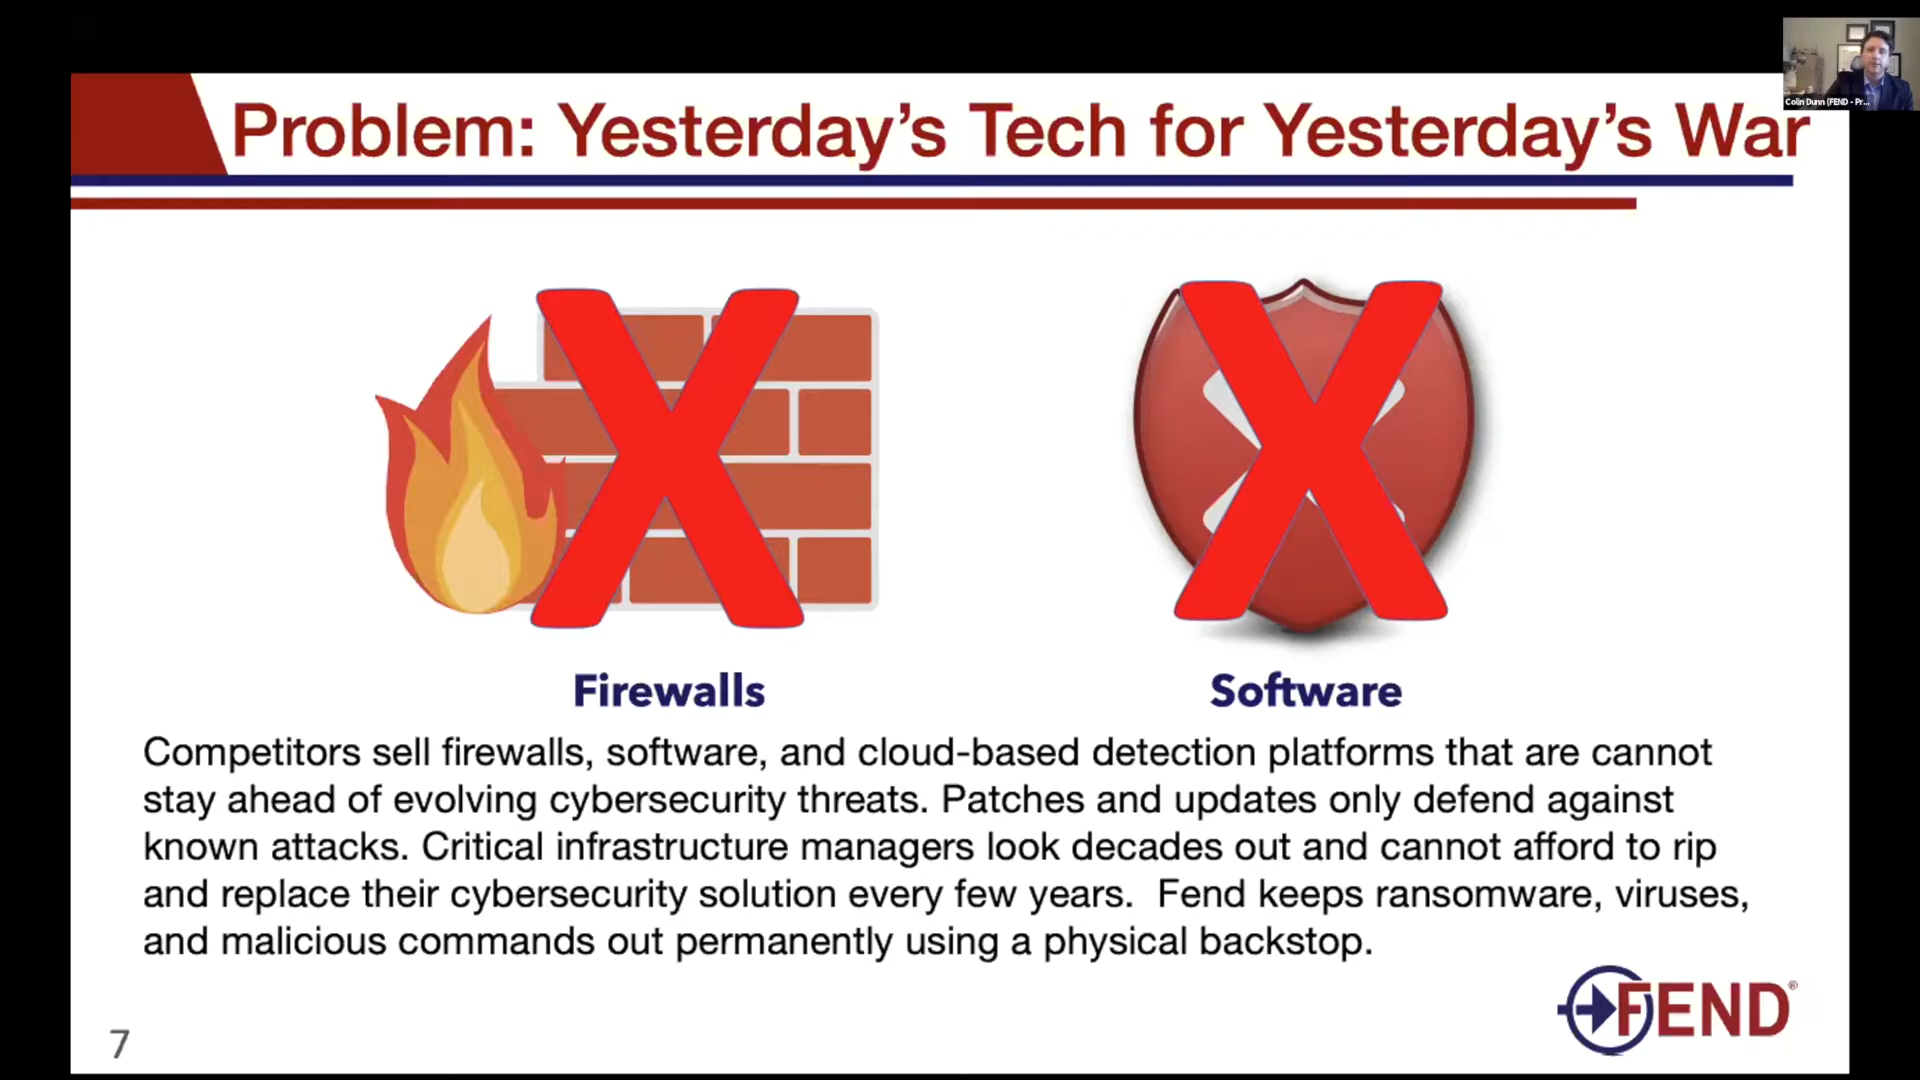 Colin Dunn (FEND - Pr...
Problem: Yesterday's Tech for Yesterday's War
Firewalls
Software
Competitors sell firewalls, software, and cloud-based detection platforms that are cannot
stay ahead of evolving cybersecurity threats. Patches and updates only defend against
known attacks. Critical infrastructure managers look decades out and cannot afford to rip
and replace their cybersecurity solution every few years.  Fend keeps ransomware, viruses,
and malicious commands out permanently using a physical backstop.
FEND®
7